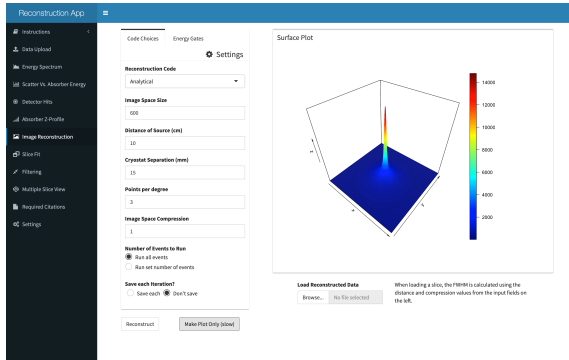 Reconstruction App
Instructions
Data Upload
Energy Spectrum
Scatter Vs. Absorber Energy
Detector Hits
Absorber Z-Profile
Image Reconstruction
Slice Fit
Filtering
Multiple Slice View
Required Citations
Settings
Code Choices Energy Gates
Settings
Reconstruction Code
Analytical
Image Space Size
600
Distance of Source (cm)
10
Cryostat Separation (mm)
15
Points per degree
3
Image Space Compression
1
Number of Events to Run
Run all events
Run set number of events
Save each Iteration?
Save each Don't save
Reconstruct Make Plot Only (slow)
Surface Plot
14000
12000
10000
8000
6000
4000
2000
Load Reconstructed Data
Browse... No file selected
When loading a slice, the FWHM is calculated using the
distance and compression values from the input fields on
the left.